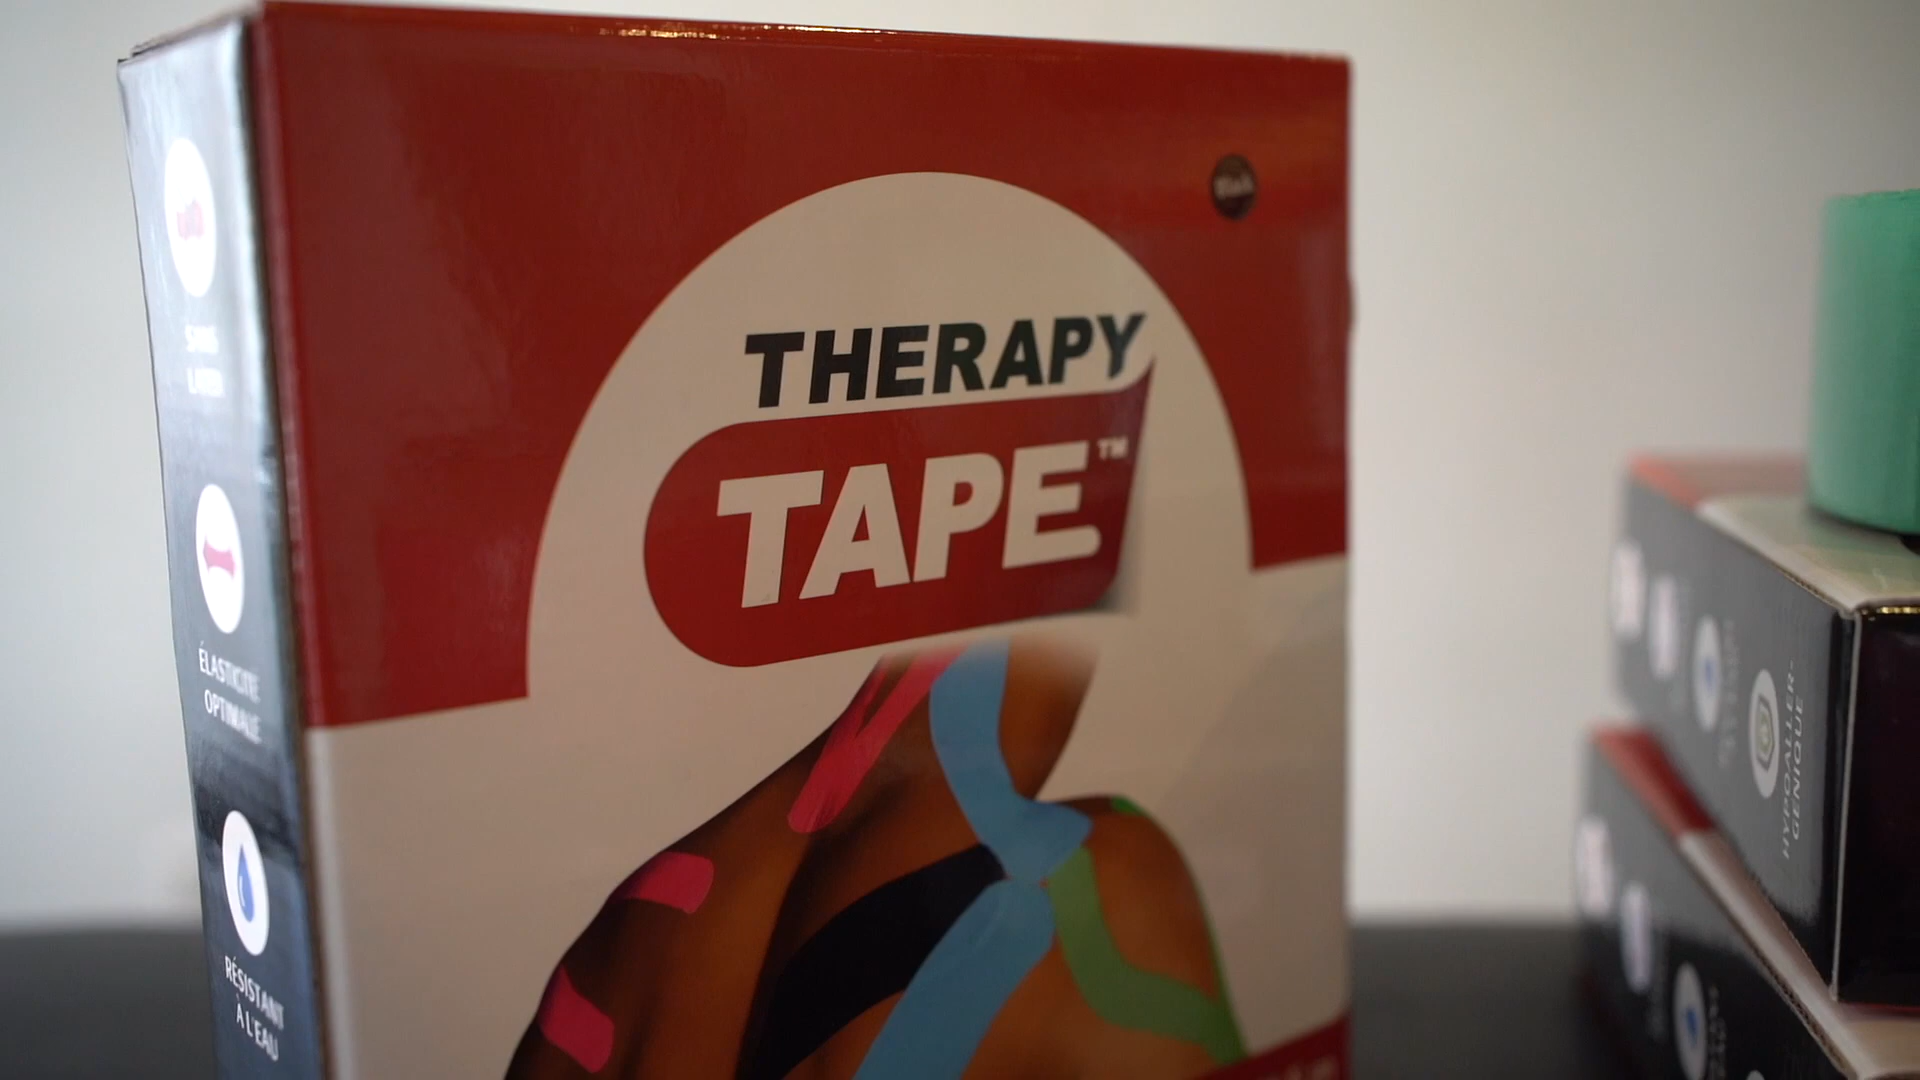 THERAPY
TAPE™
ÉLASTICITÉ
OPTIMALE
RÉSISTANT
À L'EAU
HYPOALLER-
GÉNIQUE